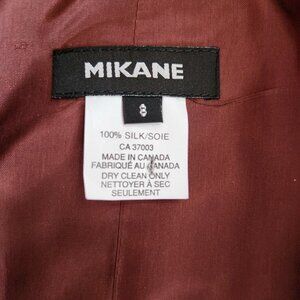 MIKANE
8
100% SILK/SOIE
CA 37003
MADE IN CANADA
FABRIQUÉ AU CANADA
DRY CLEAN ONLY
NETTOYER À SEC
SEULEMENT